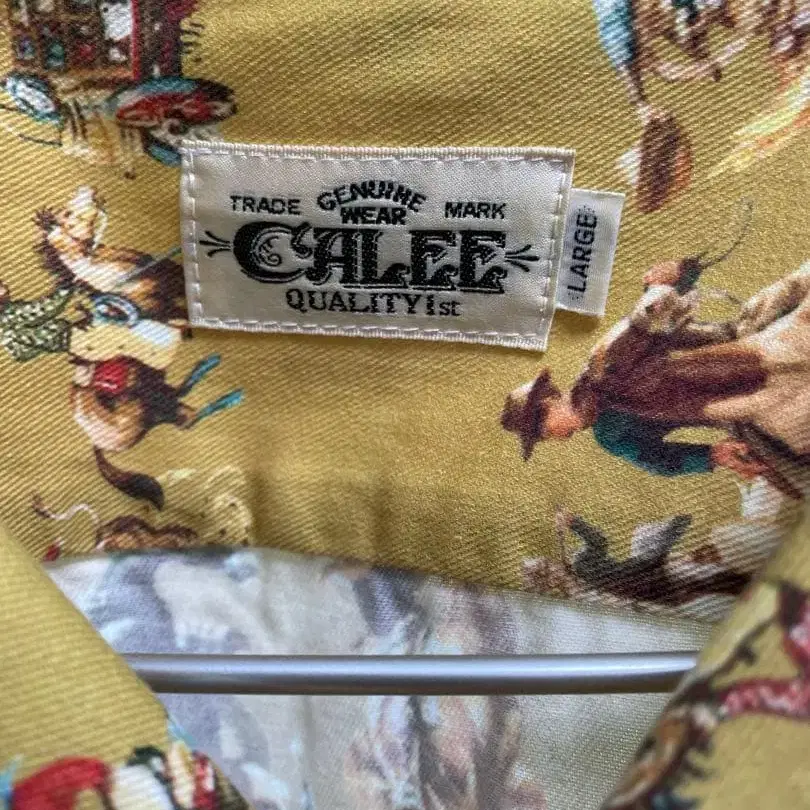 TRADE GENUINE WEAR MARK
CALEE
QUALITY 1st
LARGE